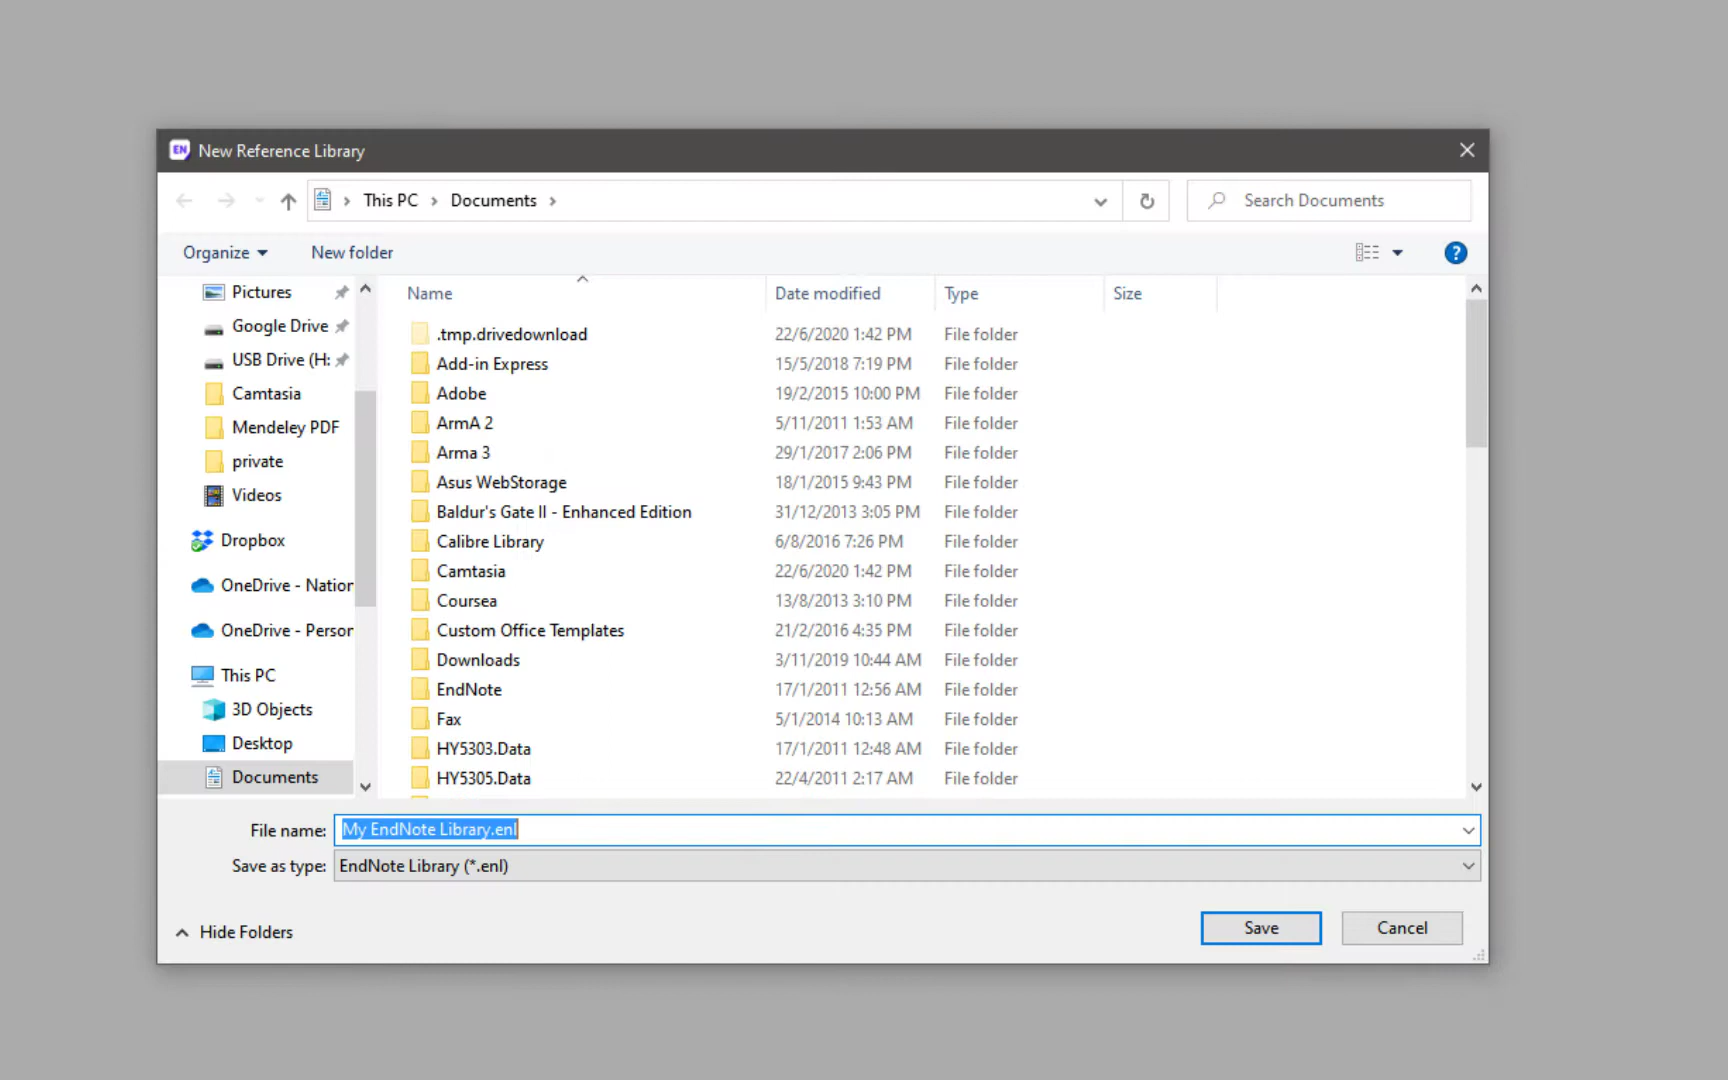 EN New Reference Library
This PC Documents
Search Documents
Organize New folder ?
Pictures
Google Drive
USB Drive (H:
Camtasia
Mendeley PDF
private
Videos
Dropbox
OneDrive - Nation
OneDrive - Person
This PC
3D Objects
Desktop
Documents
Name Date modified Type Size
.tmp.drivedownload 22/6/2020 1:42 PM File folder
Add-in Express 15/5/2018 7:19 PM File folder
Adobe 19/2/2015 10:00 PM File folder
ArmA 2 5/11/2011 1:53 AM File folder
Arma 3 29/1/2017 2:06 PM File folder
Asus WebStorage 18/1/2015 9:43 PM File folder
Baldur's Gate II - Enhanced Edition 31/12/2013 3:05 PM File folder
Calibre Library 6/8/2016 7:26 PM File folder
Camtasia 22/6/2020 1:42 PM File folder
Coursea 13/8/2013 3:10 PM File folder
Custom Office Templates 21/2/2016 4:35 PM File folder
Downloads 3/11/2019 10:44 AM File folder
EndNote 17/1/2011 12:56 AM File folder
Fax 5/1/2014 10:13 AM File folder
HY5303.Data 17/1/2011 12:48 AM File folder
HY5305.Data 22/4/2011 2:17 AM File folder
File name: My EndNote Library.enl
Save as type: EndNote Library (*.enl)
Hide Folders
Save Cancel